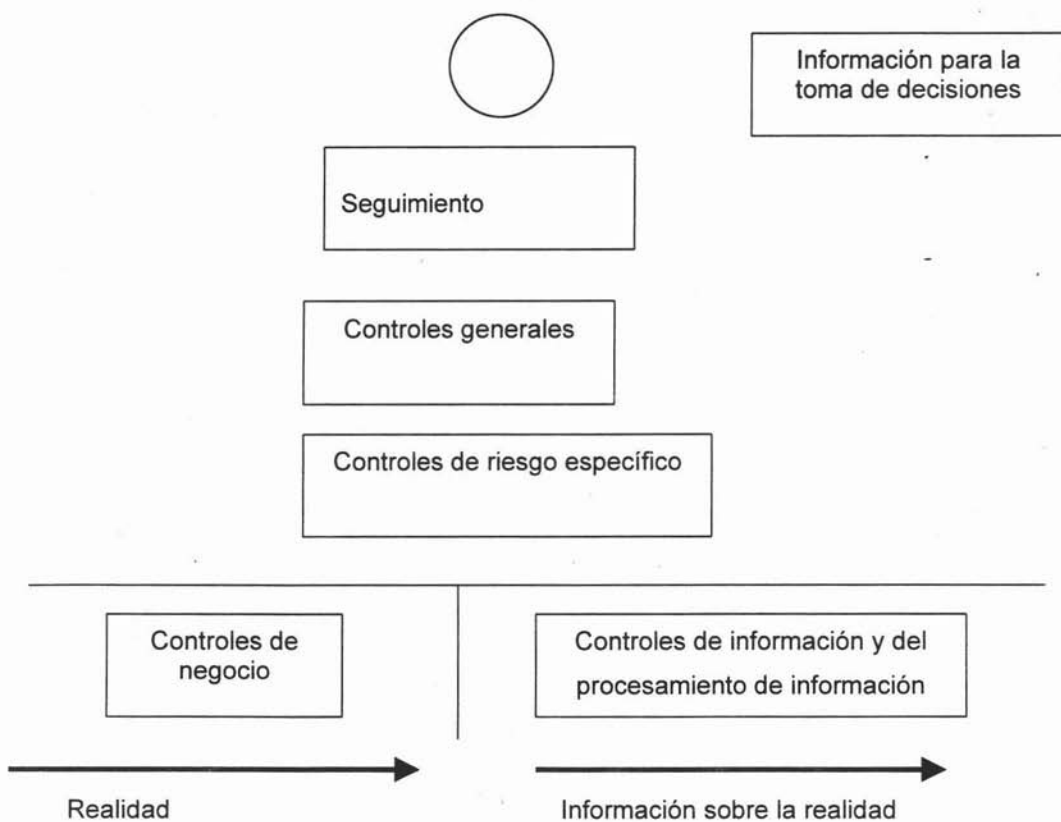 Información para la
toma de decisiones
Seguimiento
Controles generales
Controles de riesgo específico
Controles de
negocio
Controles de información y del
procesamiento de información
Realidad
Información sobre la realidad